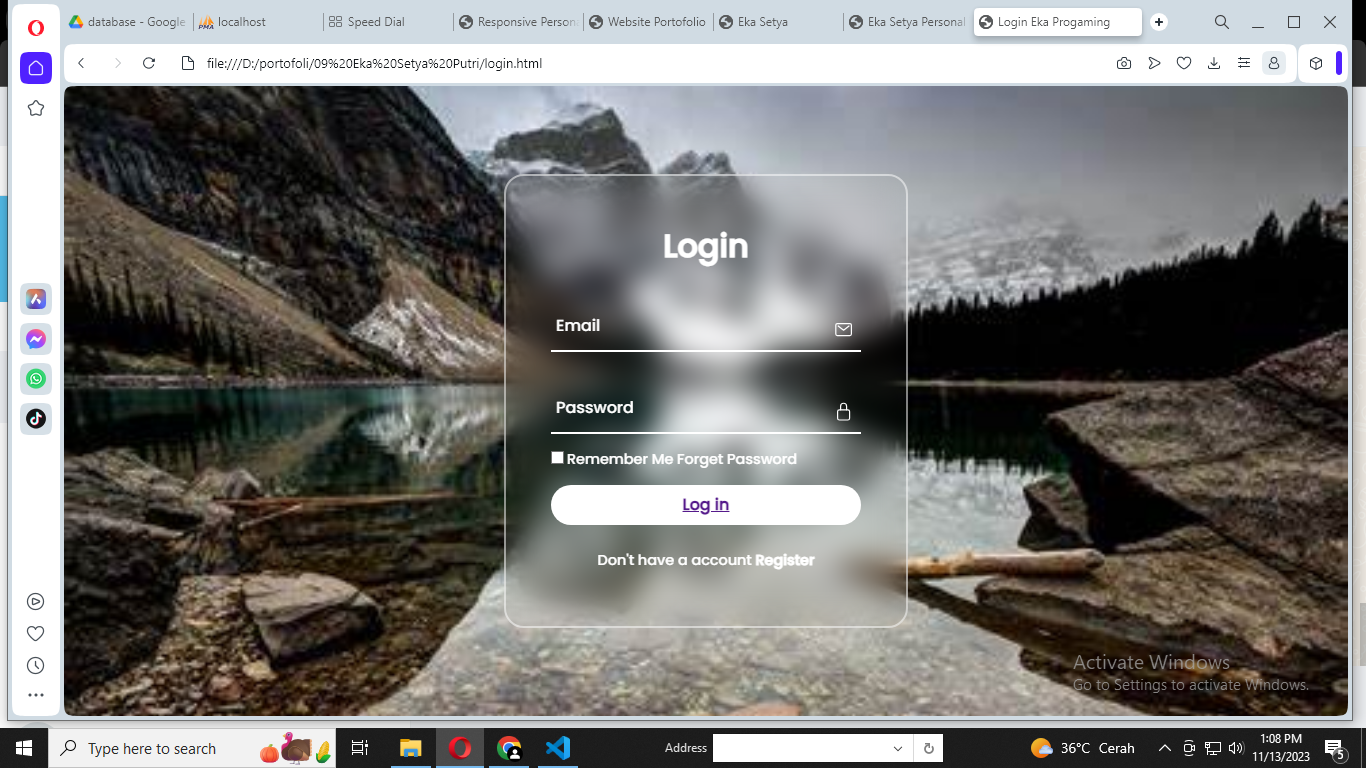 database - Google
localhost
Speed Dial
Responsive Person
Website Portofolio
Eka Setya
Eka Setya Personal
Login Eka Progaming
file:///D:/portofoli/09%20Eka%20Setya%20Putri/login.html
Login
Email
Password
Remember Me Forget Password
Log in
Don't have a account Register
Activate Windows
Go to Settings to activate Windows.
Type here to search
Address
36°C Cerah
1:08 PM
11/13/2023
5